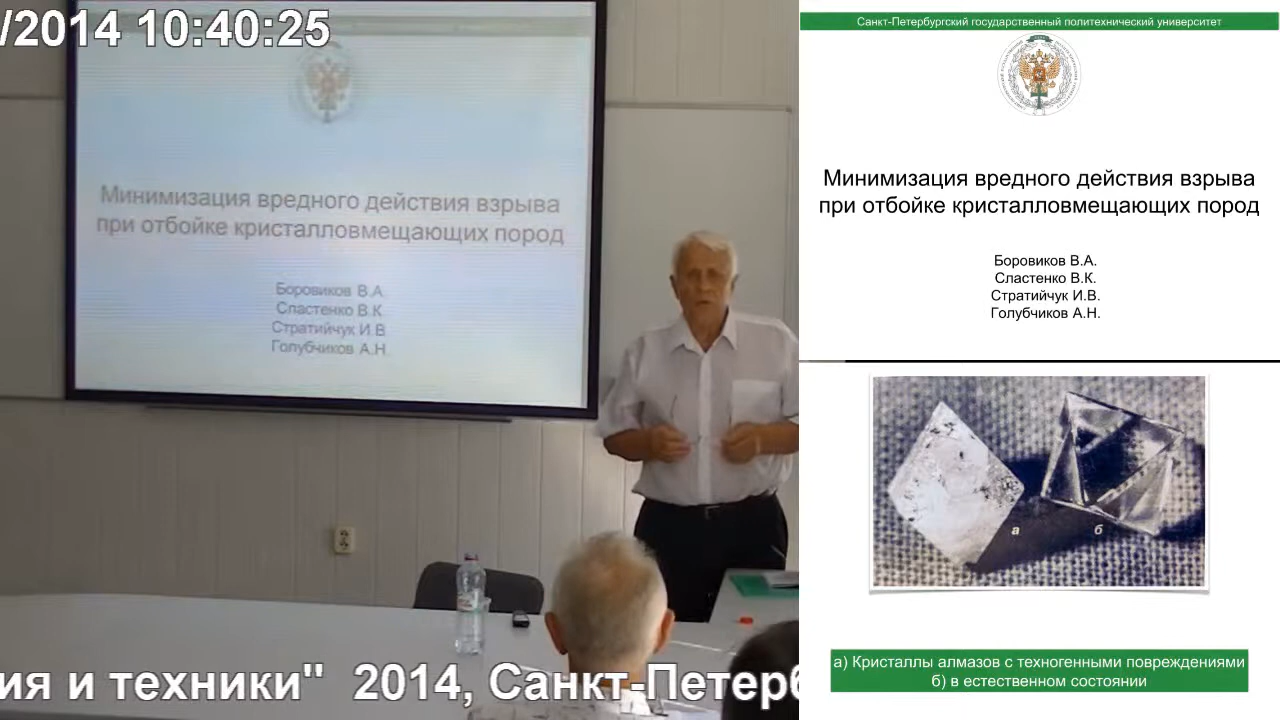 /2014 10:40:25
Минимизация вредного действия взрыва
при отбойке кристалловмещающих пород
Боровиков В.А.
Сластенко В.К.
Стратийчук И.В
Голубчиков А.Н.
ия и техники"  2014, Санкт-Петерб
Санкт-Петербургский государственный политехнический университет
Минимизация вредного действия взрыва
при отбойке кристалловмещающих пород
Боровиков В.А.
Сластенко В.К.
Стратийчук И.В.
Голубчиков А.Н.
а
б
а) Кристаллы алмазов с техногенными повреждениями
б) в естественном состоянии